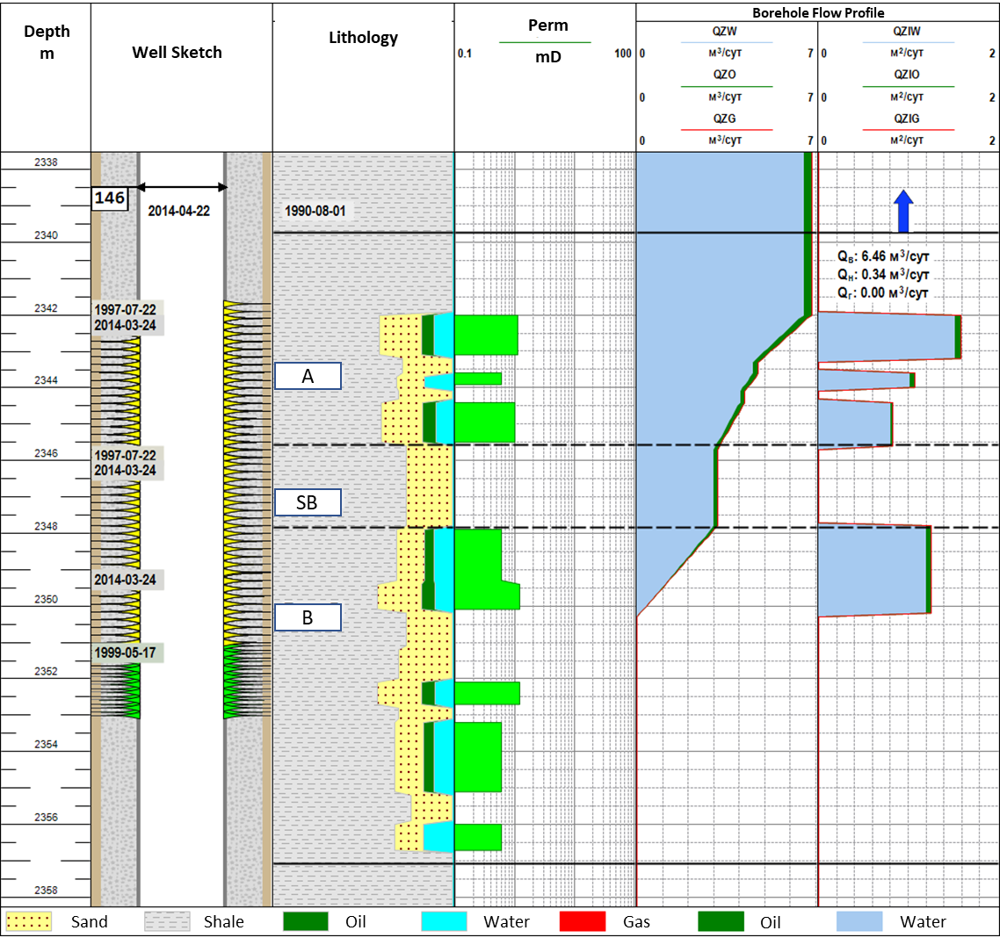 Depth
m
Well Sketch
Lithology
Perm
mD
0.1
100
Borehole Flow Profile
QZW
0 м³/сут 7
QZO
0 м³/сут 7
QZG
0 м³/сут 7
QZIW
0 м²/сут 2
QZIO
0 м²/сут 2
QZIG
0 м²/сут 2
2338
2340
2342
2344
2346
2348
2350
2352
2354
2356
2358
146
2014-04-22
1997-07-22
2014-03-24
1997-07-22
2014-03-24
2014-03-24
1999-05-17
1990-08-01
A
SB
B
Qв: 6.46 м³/сут
Qн: 0.34 м³/сут
Qг: 0.00 м³/сут
Sand Shale Oil Water Gas Oil Water